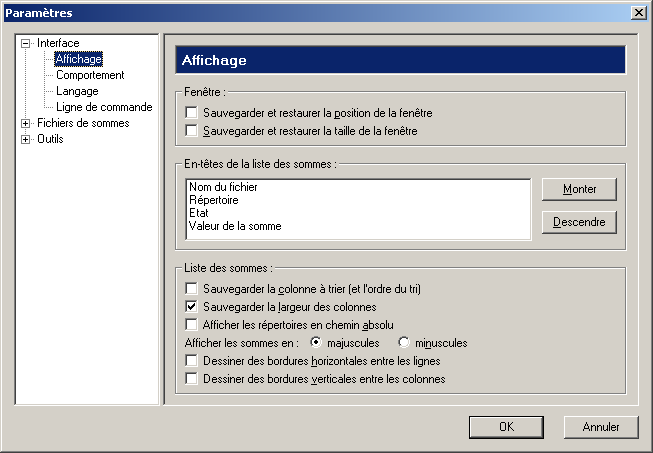 Paramètres
Interface
Affichage
Comportement
Langage
Ligne de commande
Fichiers de sommes
Outils
Affichage
Fenêtre :
Sauvegarder et restaurer la position de la fenêtre
Sauvegarder et restaurer la taille de la fenêtre
En-têtes de la liste des sommes :
Nom du fichier
Répertoire
Etat
Valeur de la somme
Monter
Descendre
Liste des sommes :
Sauvegarder la colonne à trier (et l'ordre du tri)
Sauvegarder la largeur des colonnes
Afficher les répertoires en chemin absolu
Afficher les sommes en : majuscules minuscules
Dessiner des bordures horizontales entre les lignes
Dessiner des bordures verticales entre les colonnes
OK Annuler